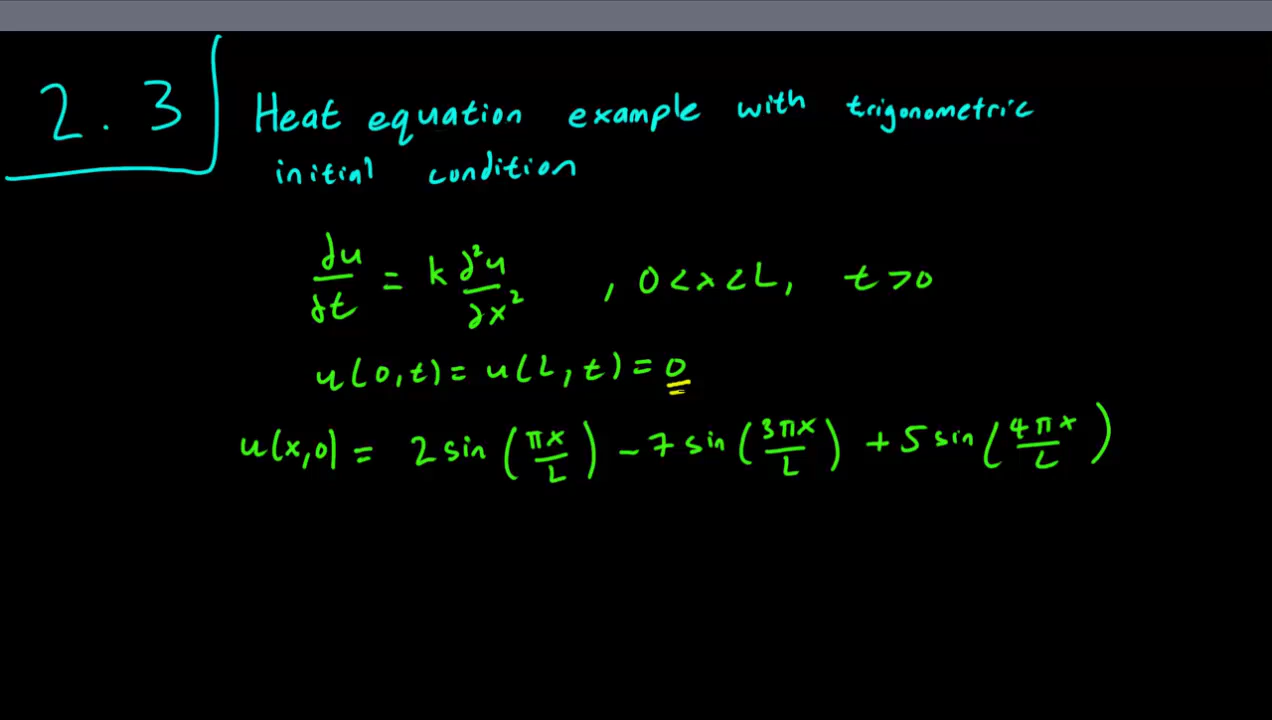 2.3
Heat equation example with trigonometric
initial condition
∂u/∂t = k ∂²u/∂x² , 0<x<L, t>0
u(0,t) = u(L,t) = 0
u(x,0) = 2 sin(πx/L) - 7 sin(3πx/L) + 5 sin(4πx/L)